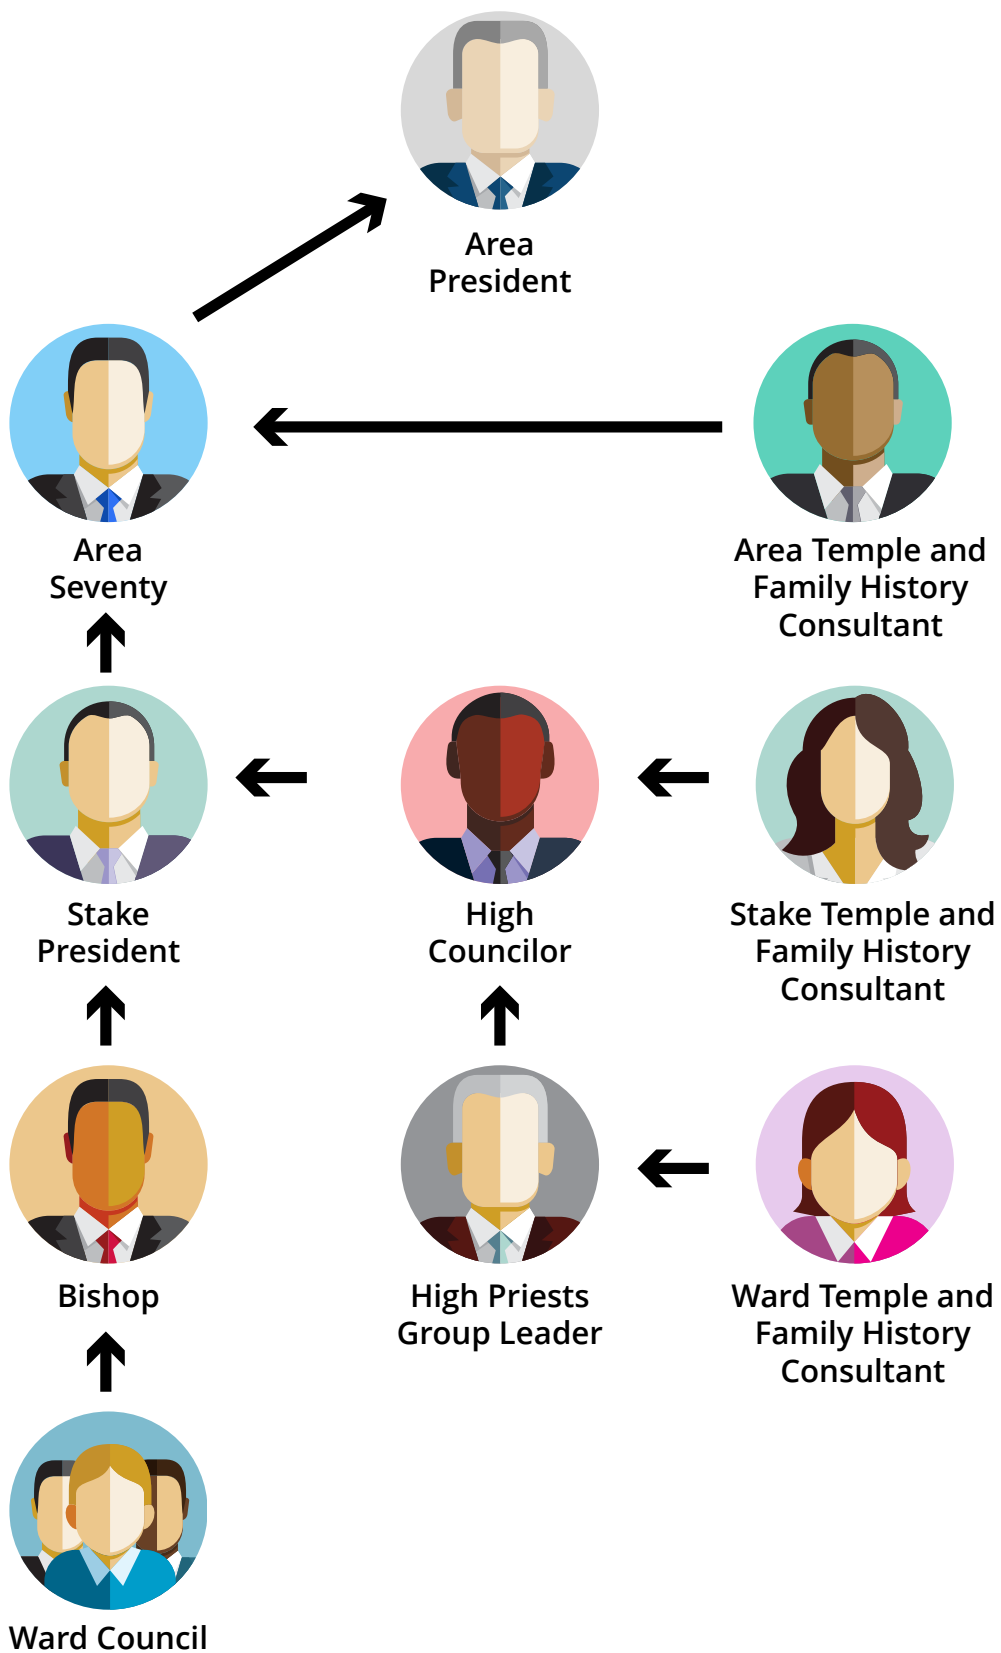 Area
President
Area
Seventy
Area Temple and
Family History
Consultant
Stake
President
High
Councilor
Stake Temple and
Family History
Consultant
Bishop
High Priests
Group Leader
Ward Temple and
Family History
Consultant
Ward Council